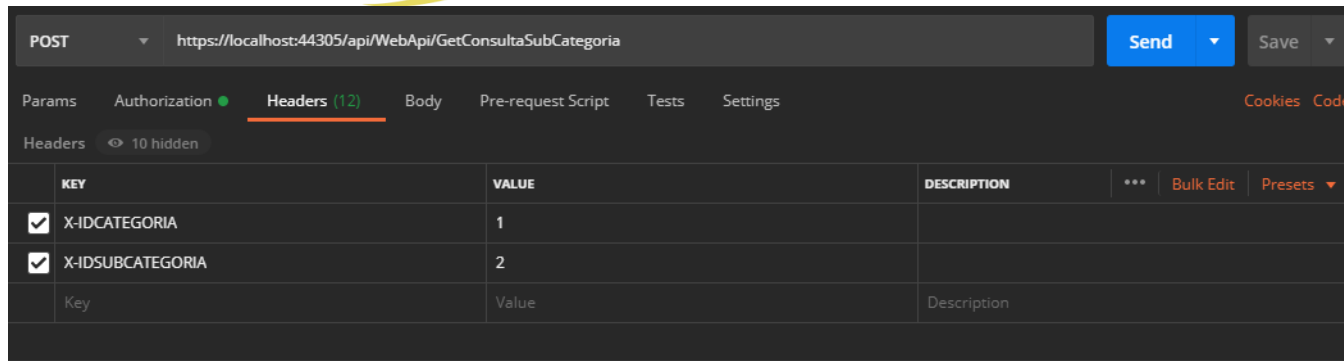 POST https://localhost:44305/api/WebApi/GetConsultaSubCategoria Send Save
Params Authorization Headers (12) Body Pre-request Script Tests Settings Cookies Code
Headers 10 hidden
KEY VALUE DESCRIPTION ••• Bulk Edit Presets
X-IDCATEGORIA 1
X-IDSUBCATEGORIA 2
Key Value Description